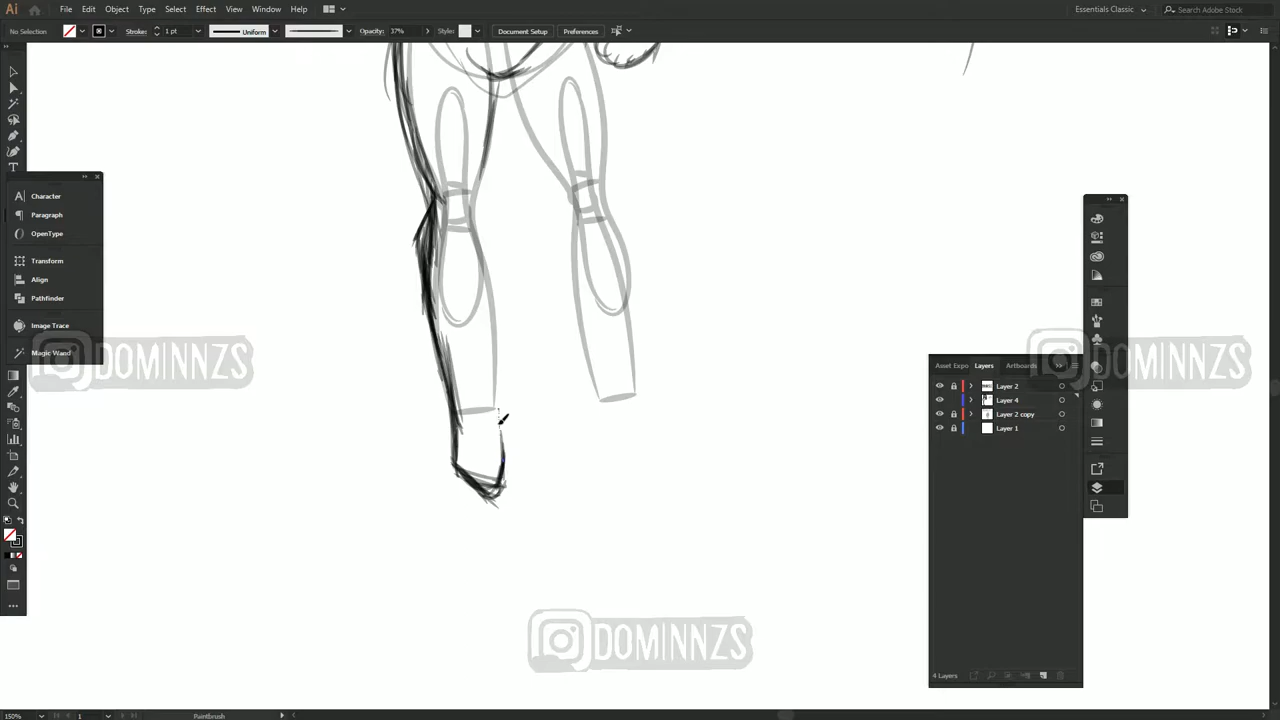 Ai File Edit Object Type Select Effect View Window Help Essentials Classic Search Adobe Stock
No Selection Stroke: 1 pt Uniform Opacity: 37% Style: Document Setup Preferences
T
Character
Paragraph
OpenType
Transform
Align
Pathfinder
Image Trace
Magic Wand
DOMINNZS
DOMINNZS
Asset Expo Layers Artboards
Layer 2
Layer 4
Layer 2 copy
Layer 1
DOMINNZS
4 Layers
150% 1 Paintbrush